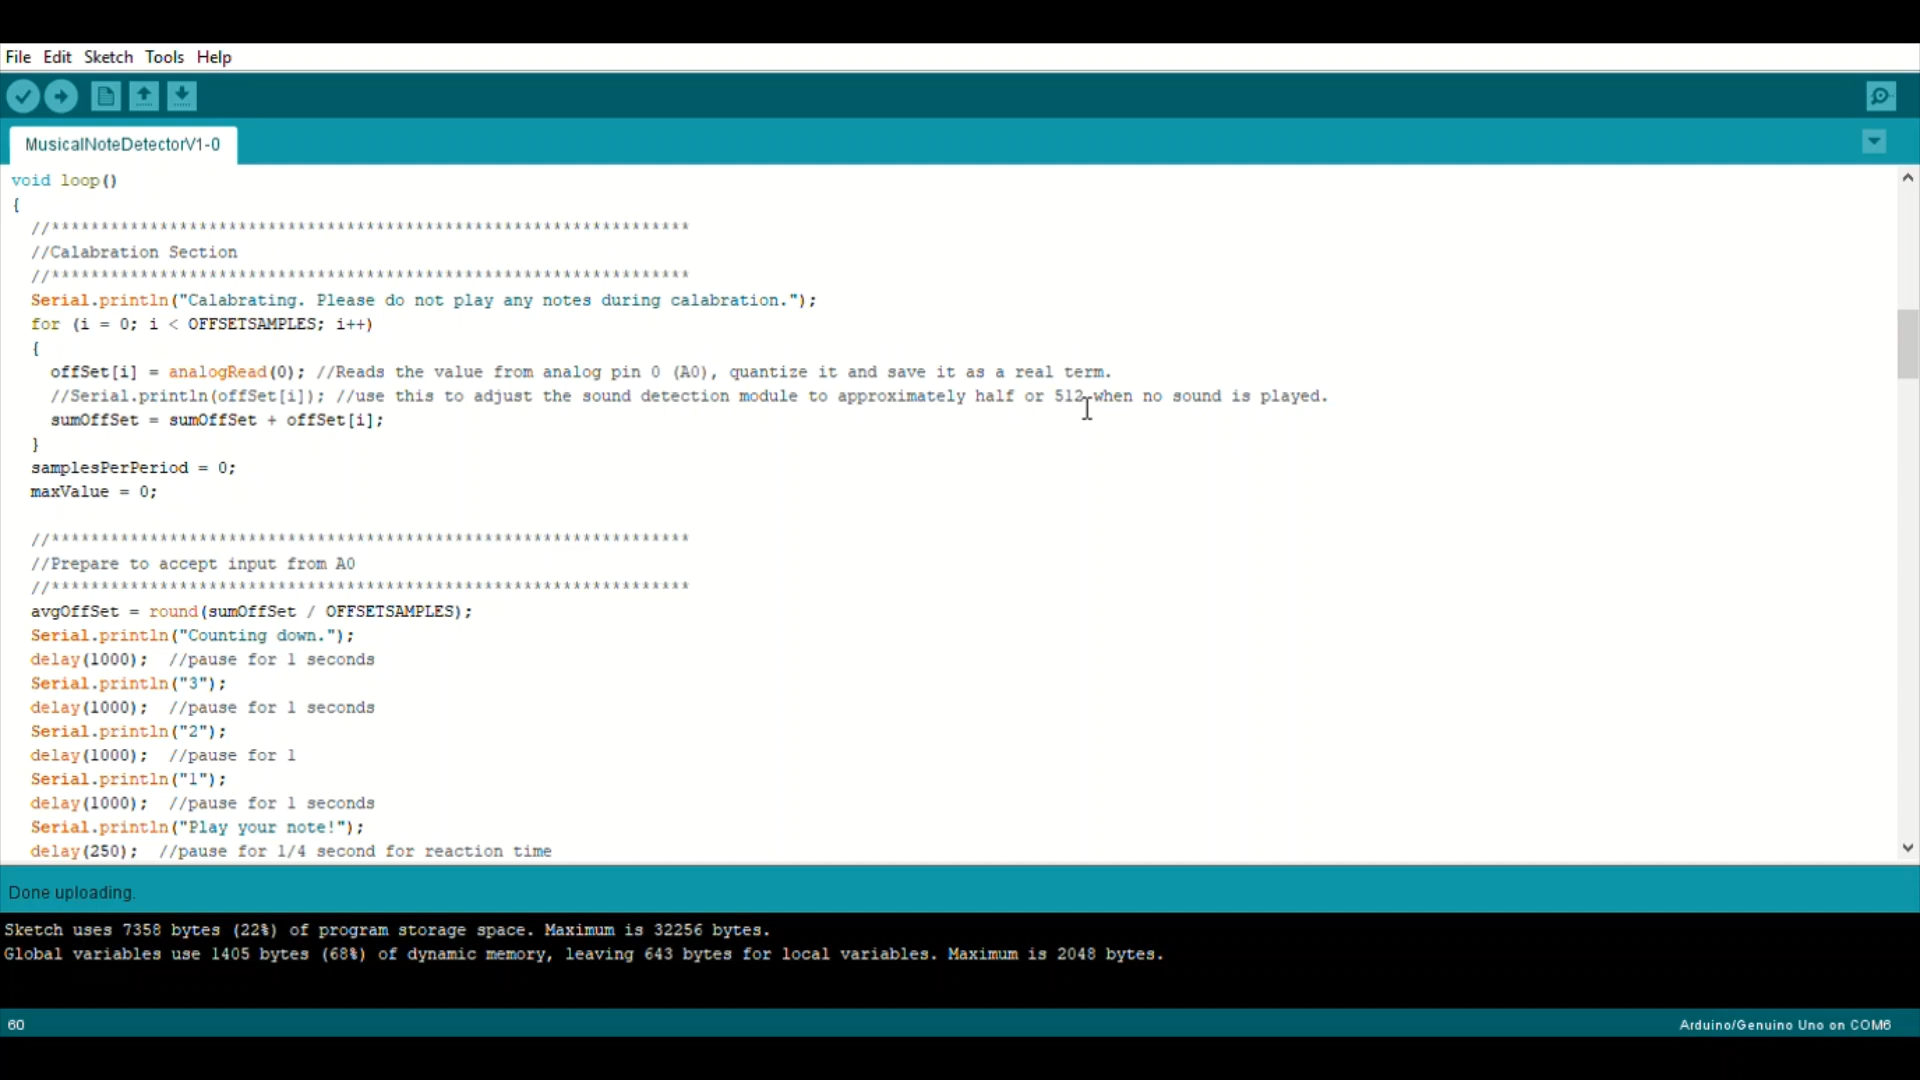 File Edit Sketch Tools Help
MusicalNoteDetectorV1-0
void loop()
{
//*****************************************************************
//Calabration Section
//*****************************************************************
Serial.println("Calabrating. Please do not play any notes during calabration.");
for (i = 0; i < OFFSETSAMPLES; i++)
{
offSet[i] = analogRead(0); //Reads the value from analog pin 0 (A0), quantize it and save it as a real term.
//Serial.println(offSet[i]); //use this to adjust the sound detection module to approximately half or 512 when no sound is played.
sumOffSet = sumOffSet + offSet[i];
}
samplesPerPeriod = 0;
maxValue = 0;
//*****************************************************************
//Prepare to accept input from A0
//*****************************************************************
avgOffSet = round(sumOffSet / OFFSETSAMPLES);
Serial.println("Counting down.");
delay(1000); //pause for 1 seconds
Serial.println("3");
delay(1000); //pause for 1 seconds
Serial.println("2");
delay(1000); //pause for 1
Serial.println("1");
delay(1000); //pause for 1 seconds
Serial.println("Play your note!");
delay(250); //pause for 1/4 second for reaction time
Done uploading.
Sketch uses 7358 bytes (22%) of program storage space. Maximum is 32256 bytes.
Global variables use 1405 bytes (68%) of dynamic memory, leaving 643 bytes for local variables. Maximum is 2048 bytes.
60 Arduino/Genuino Uno on COM6